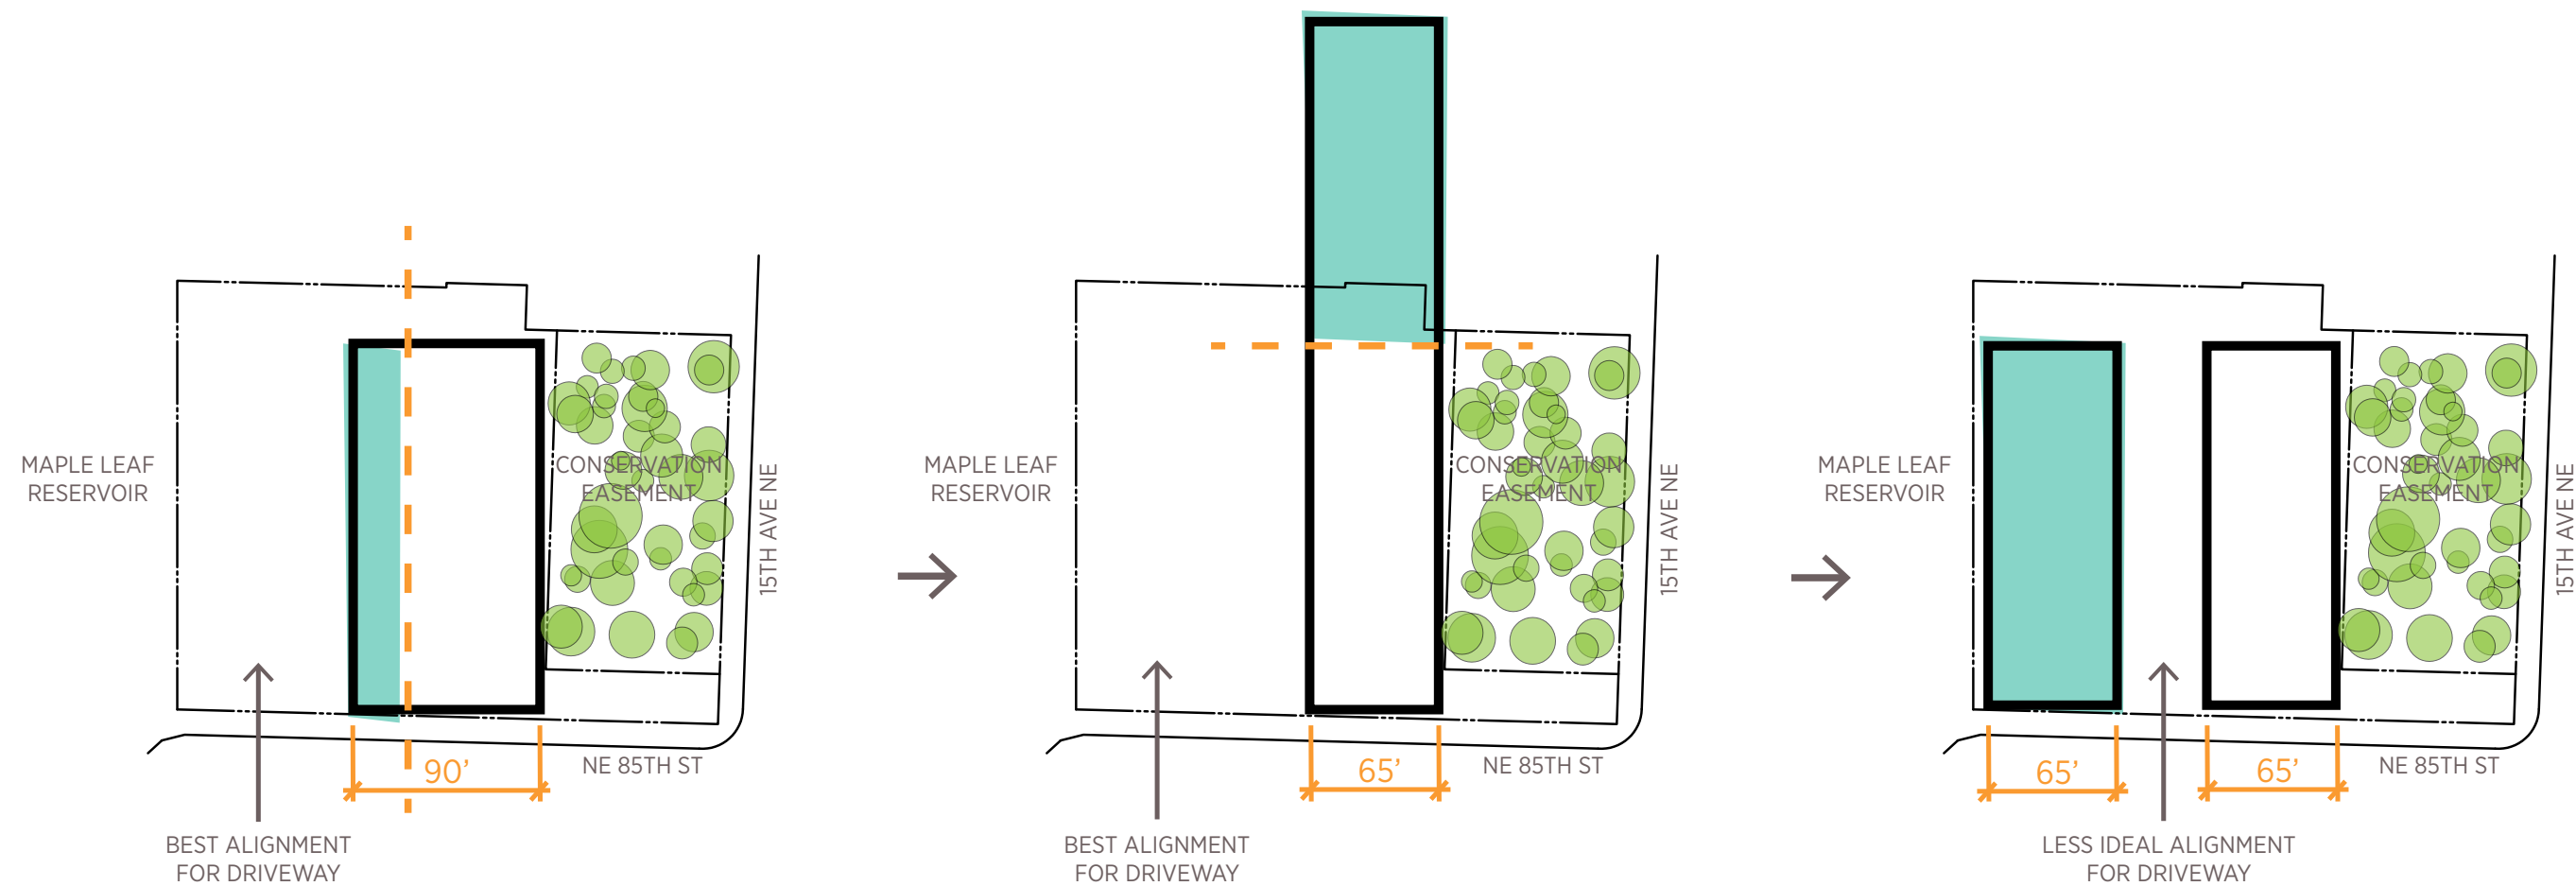 MAPLE LEAF
RESERVOIR
CONSERVATION
EASEMENT
15TH AVE NE
90’
NE 85TH ST
BEST ALIGNMENT
FOR DRIVEWAY
MAPLE LEAF
RESERVOIR
CONSERVATION
EASEMENT
15TH AVE NE
65’
NE 85TH ST
BEST ALIGNMENT
FOR DRIVEWAY
MAPLE LEAF
RESERVOIR
CONSERVATION
EASEMENT
15TH AVE NE
65’
65’
NE 85TH ST
LESS IDEAL ALIGNMENT
FOR DRIVEWAY